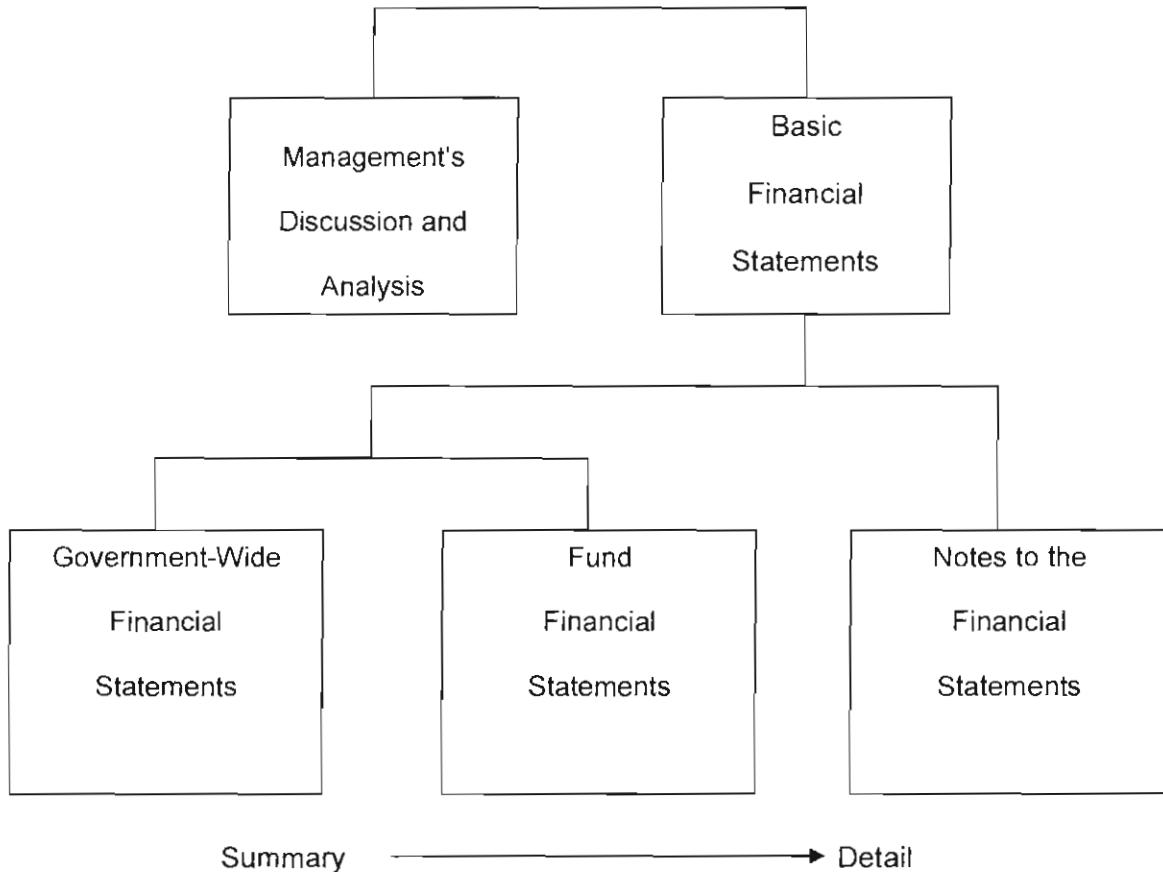 Management's
Discussion and
Analysis
Basic
Financial
Statements
Government-Wide
Financial
Statements
Fund
Financial
Statements
Notes to the
Financial
Statements
Summary
Detail